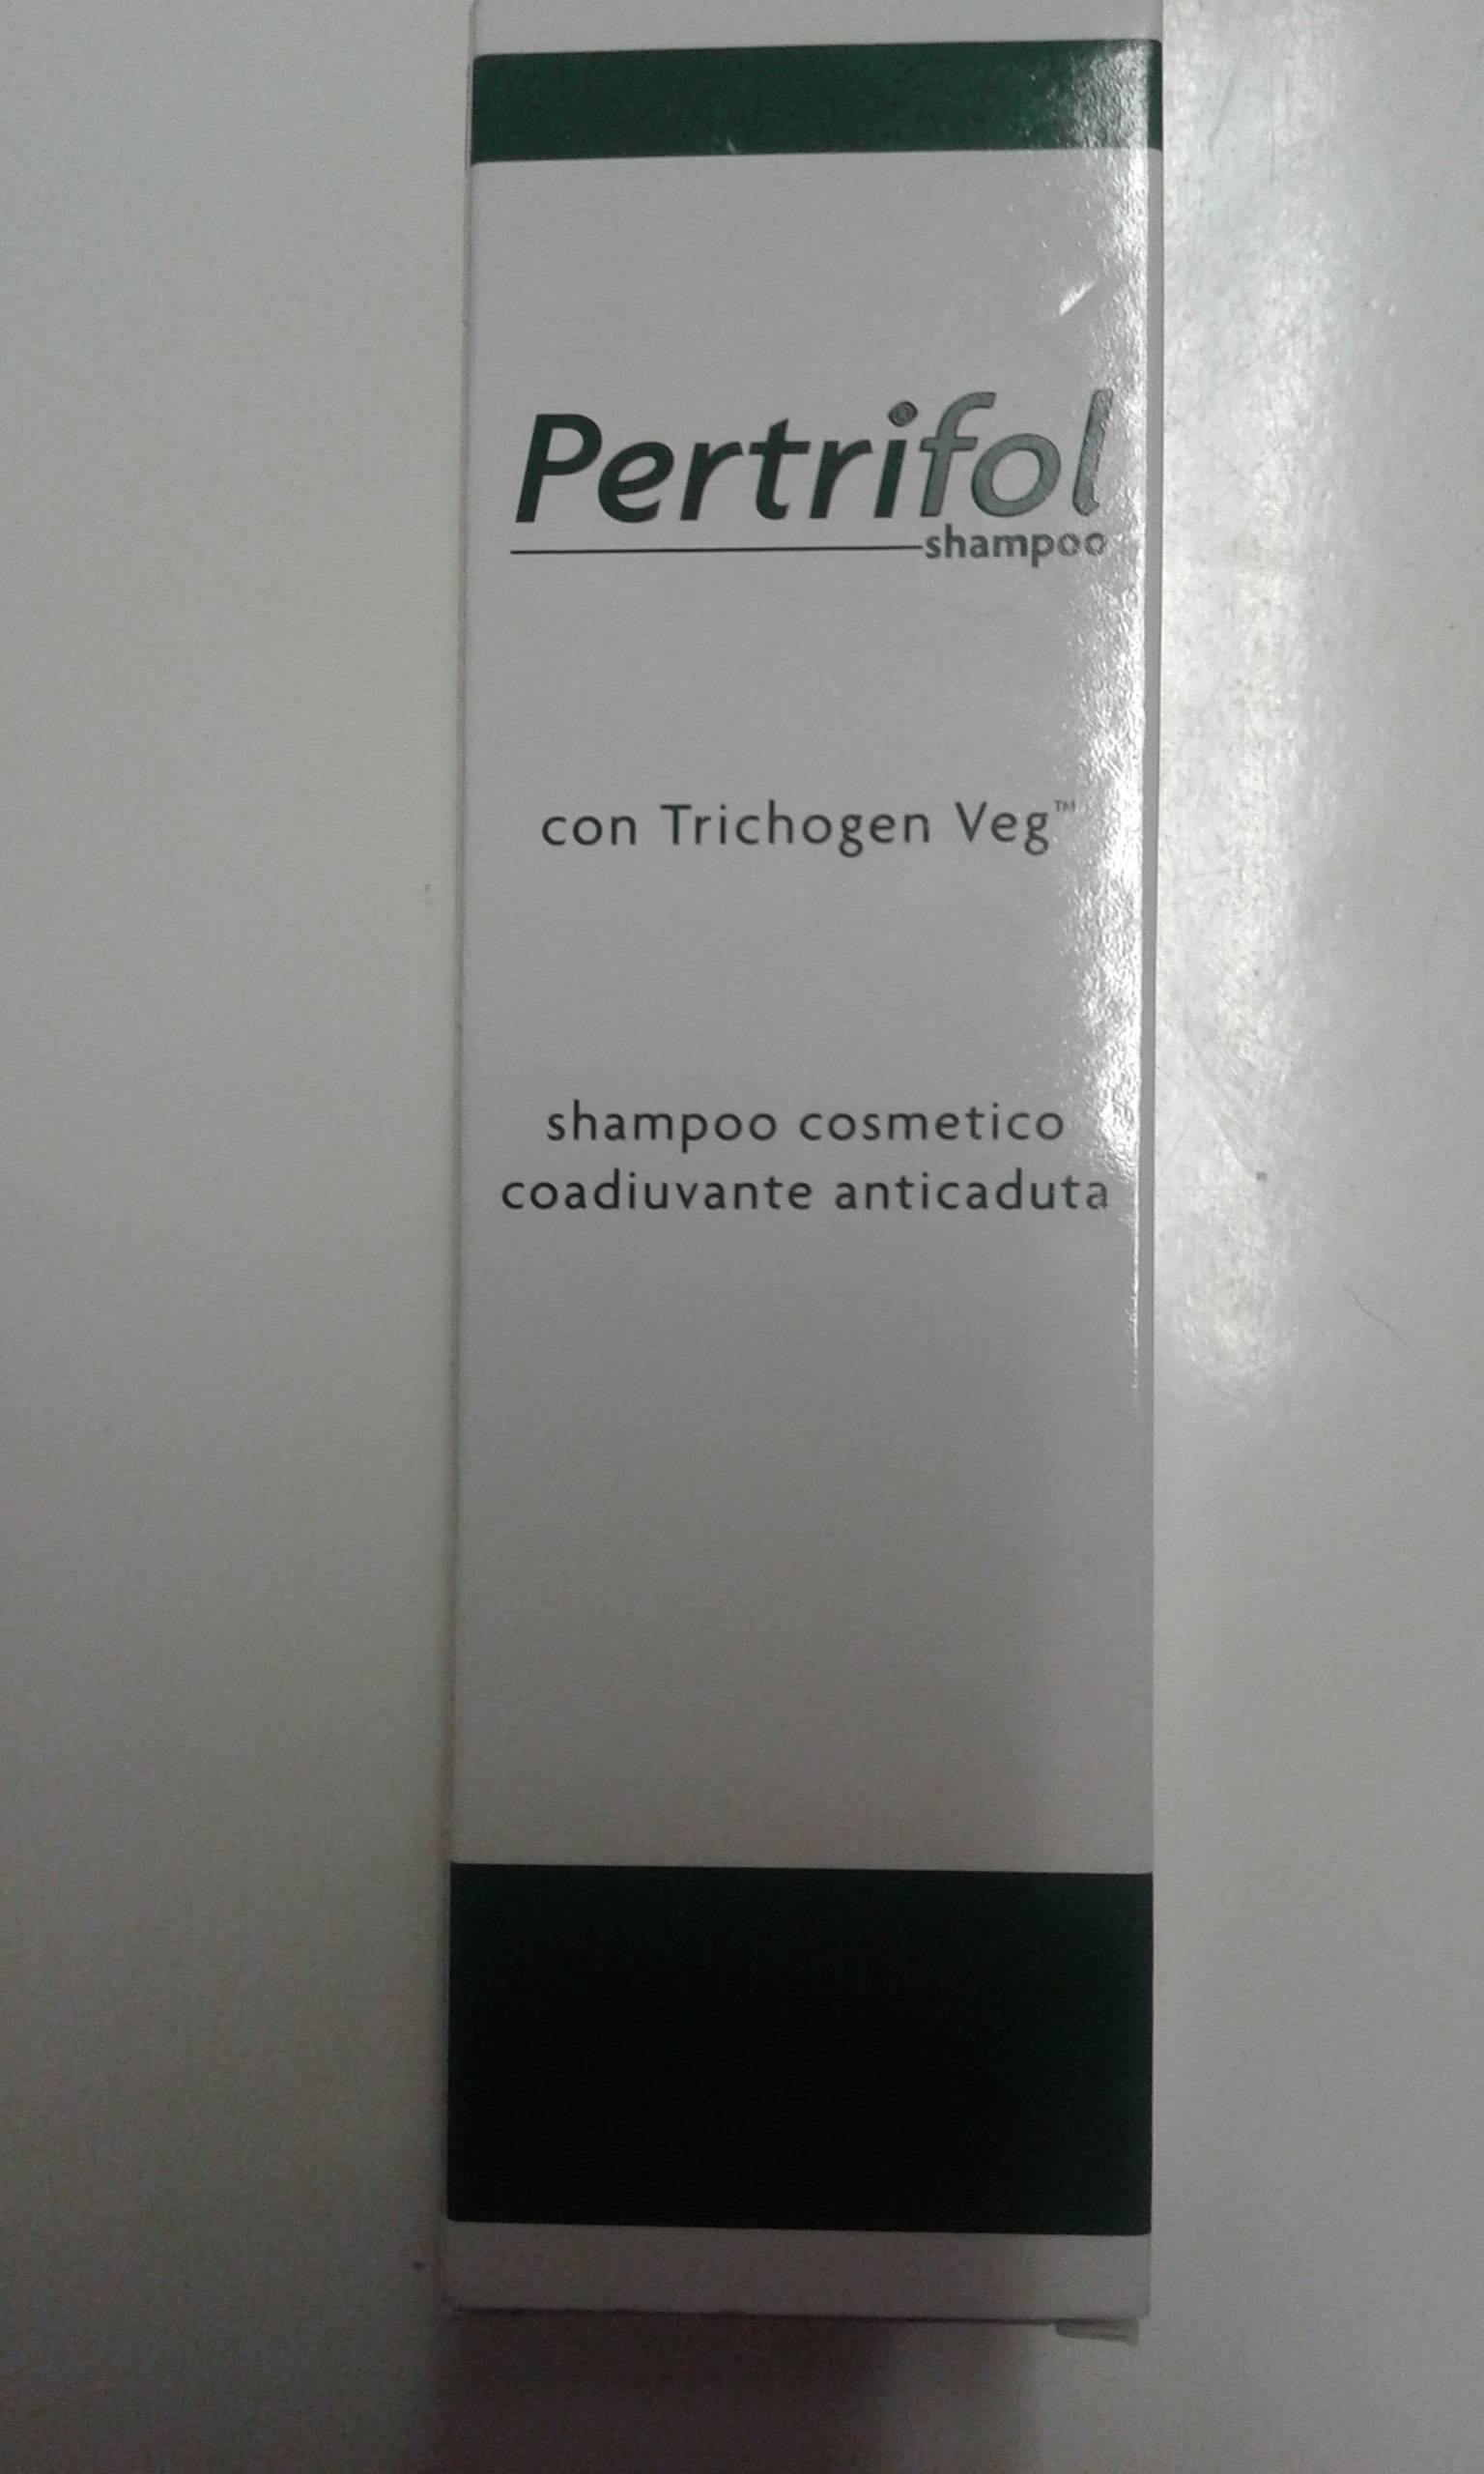 Pertrifol®
shampoo
con Trichogen Veg™
shampoo cosmetico
coadiuvante anticaduta